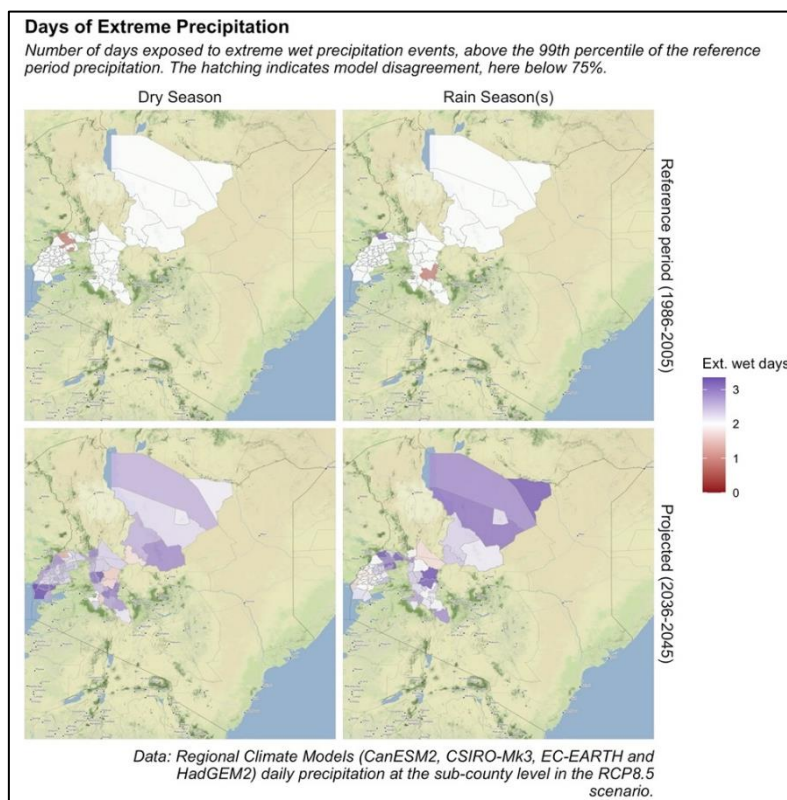 Days of Extreme Precipitation
Number of days exposed to extreme wet precipitation events, above the 99th percentile of the reference
period precipitation. The hatching indicates model disagreement, here below 75%.
Dry Season
Rain Season(s)
Reference period (1986-2005)
Ext. wet days
3
2
1
0
Projected (2036-2045)
Data: Regional Climate Models (CanESM2, CSIRO-Mk3, EC-EARTH and
HadGEM2) daily precipitation at the sub-county level in the RCP8.5
scenario.